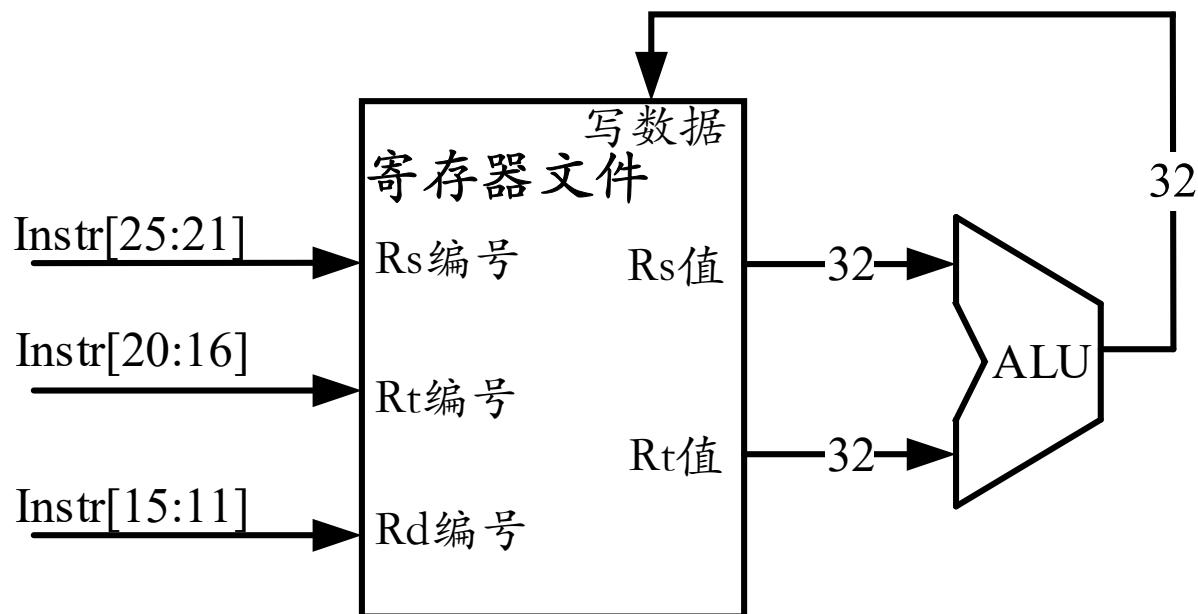 写数据
32
寄存器文件
Instr[25:21]
Rs编号
Rs值
32
Instr[20:16]
Rt编号
ALU
Rt值
32
Instr[15:11]
Rd编号